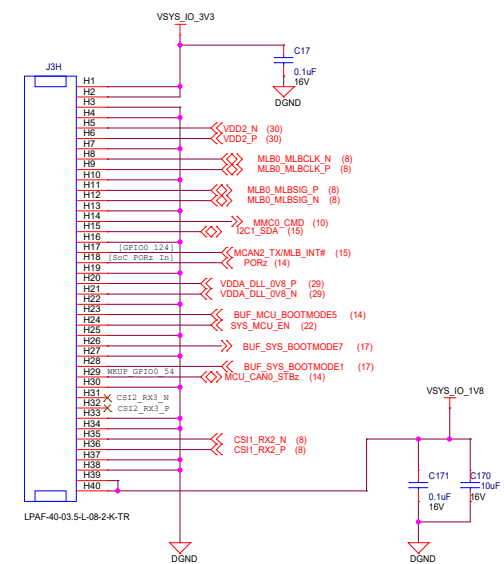 VSYS_IO_3V3
J3H
C17
0.1uF
16V
DGND
H1
H2
H3
H4
H5 VDD2_N (30)
H6 VDD2_P (30)
H7
H8 MLB0_MLBCLK_N (8)
H9 MLB0_MLBCLK_P (8)
H10
H11 MLB0_MLBSIG_P (8)
H12 MLB0_MLBSIG_N (8)
H13
H14 MMC0_CMD (10)
H15 I2C1_SDA (15)
H16
H17 [GPIO0_124] MCAN2_TX/MLB_INT# (15)
H18 [SoC PORz In] PORz (14)
H19
H20 VDDA_DLL_0V8_P (29)
H21 VDDA_DLL_0V8_N (29)
H22
H23 BUF_MCU_BOOTMODE5 (14)
H24 SYS_MCU_EN (22)
H25
H26 BUF_SYS_BOOTMODE7 (17)
H27
H28 BUF_SYS_BOOTMODE1 (17)
H29 WKUP_GPIO0_54 MCU_CAN0_STBz (14)
H30
H31 CSI2_RX3_N
H32 CSI2_RX3_P
H33
H34
H35 CSI1_RX2_N (8)
H36 CSI1_RX2_P (8)
H37
H38
H39
H40
VSYS_IO_1V8
C171
0.1uF
16V
C170
10uF
16V
LPAF-40-03.5-L-08-2-K-TR
DGND
DGND